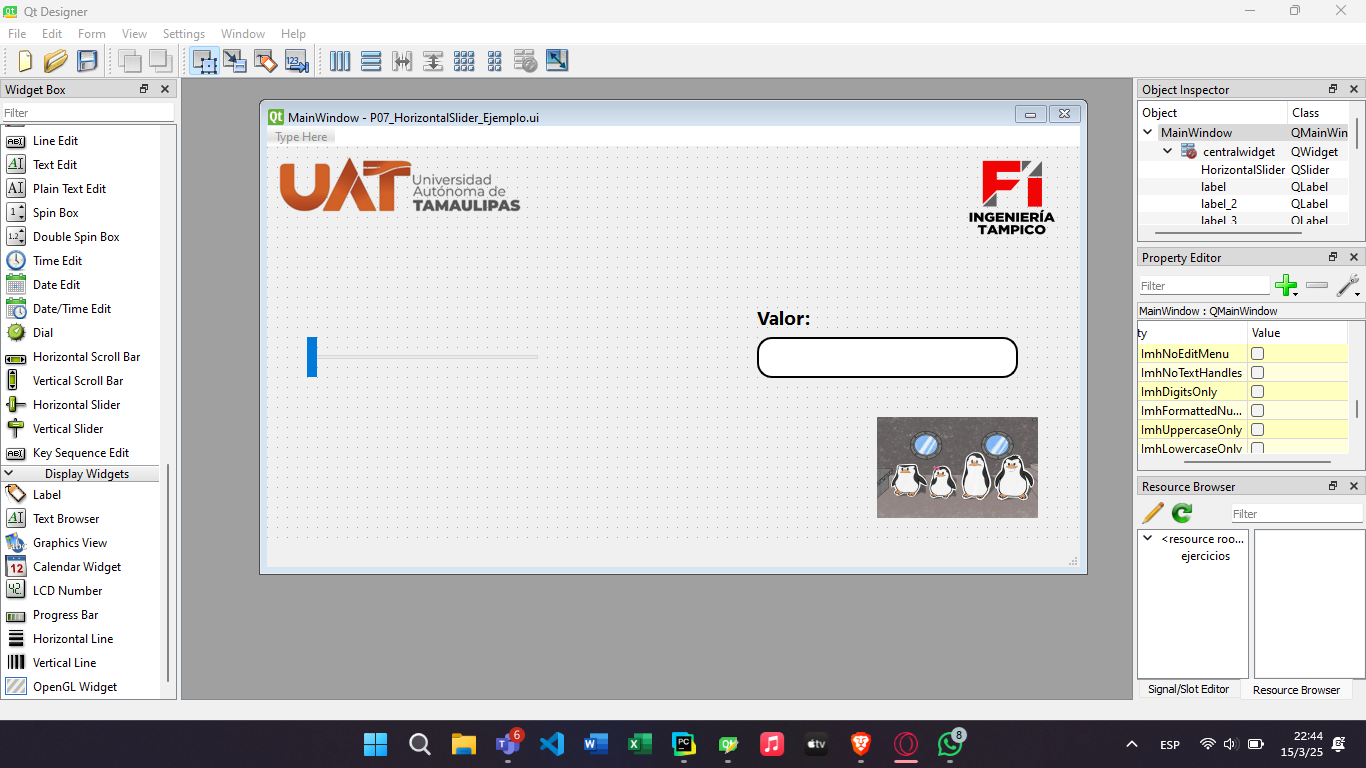 Qt Designer
File Edit Form View Settings Window Help
Widget Box
Filter
Line Edit
Text Edit
Plain Text Edit
Spin Box
Double Spin Box
Time Edit
Date Edit
Date/Time Edit
Dial
Horizontal Scroll Bar
Vertical Scroll Bar
Horizontal Slider
Vertical Slider
Key Sequence Edit
Display Widgets
Label
Text Browser
Graphics View
Calendar Widget
LCD Number
Progress Bar
Horizontal Line
Vertical Line
OpenGL Widget
MainWindow - P07_HorizontalSlider_Ejemplo.ui
Type Here
UAT Universidad
Autónoma de
TAMAULIPAS
Fi
INGENIERÍA
TAMPICO
Valor:
Object Inspector
Object Class
MainWindow QMainWin
centralwidget QWidget
HorizontalSlider QSlider
label QLabel
label_2 QLabel
label_3 QLabel
Property Editor
Filter
MainWindow : QMainWindow
ty Value
ImhNoEditMenu
ImhNoTextHandles
ImhDigitsOnly
ImhFormattedNu...
ImhUppercaseOnly
ImhLowercaseOnly
Resource Browser
Filter
<resource roo...
ejercicios
Signal/Slot Editor Resource Browser
6
8
ESP
22:44
15/3/25